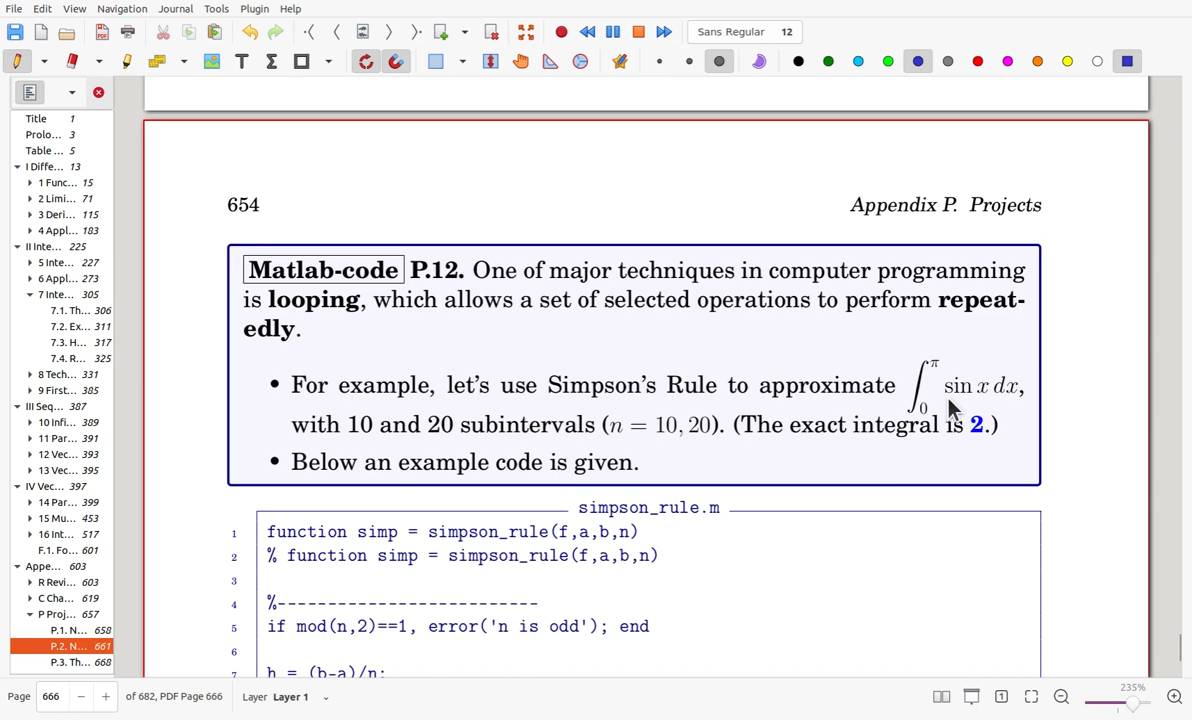 File Edit View Navigation Journal Tools Plugin Help
Sans Regular 12
Title 1
Prolo... 3
Table ... 5
I Diffe... 13
1 Func... 15
2 Limi... 71
3 Deri... 115
4 Appl... 183
II Inte... 225
5 Inte... 227
6 Appl... 273
7 Inte... 305
7.1. Th... 306
7.2. Ex... 311
7.3. H... 317
7.4. R... 325
8 Tech... 331
9 First... 385
III Seq... 387
10 Infi... 389
11 Par... 391
12 Vec... 393
13 Vec... 395
IV Vec... 397
14 Par... 399
15 Mu... 453
16 Int... 517
F.1. Fo... 601
Appe... 603
R Revi... 603
C Cha... 619
P Proj... 657
P.1. N... 658
P.2. N... 661
P.3. Th... 668
654 Appendix P. Projects
Matlab-code P.12. One of major techniques in computer programming
is looping, which allows a set of selected operations to perform repeat-
edly.
• For example, let's use Simpson's Rule to approximate ∫₀^π sin x dx,
with 10 and 20 subintervals (n = 10, 20). (The exact integral is 2.)
• Below an example code is given.
simpson_rule.m
1 function simp = simpson_rule(f,a,b,n)
2 % function simp = simpson_rule(f,a,b,n)
3
4 %--------------------------
5 if mod(n,2)==1, error('n is odd'); end
6
7 h = (b-a)/n;
Page 666 − + of 682, PDF Page 666 Layer Layer 1 235%